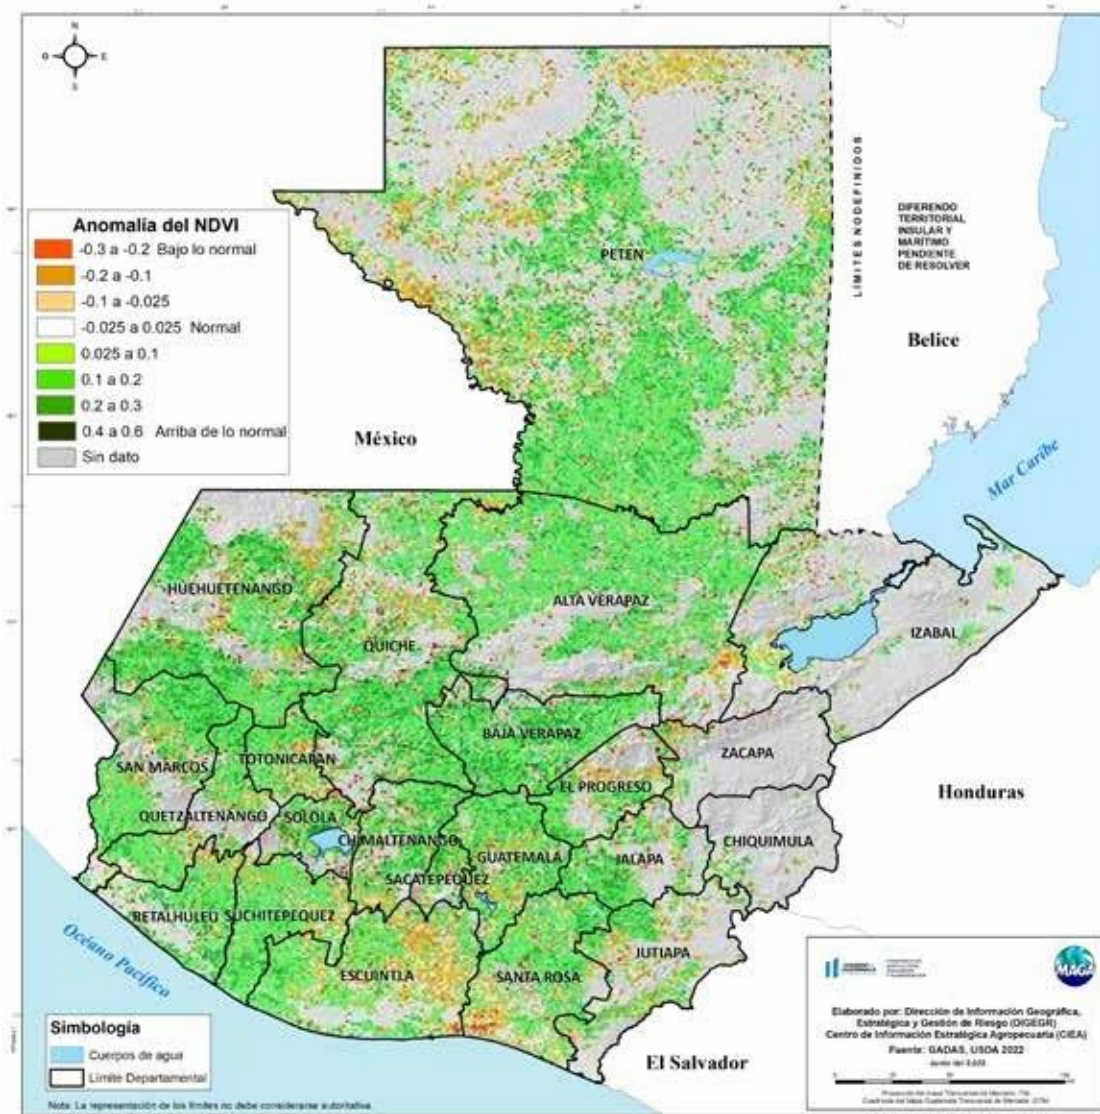 N
O
E
S
LÍMITES NO DEFINIDOS
DIFERENDO
TERRITORIAL
INSULAR Y
MARÍTIMO
PENDIENTE
DE RESOLVER
Anomalía del NDVI
-0.3 a -0.2 Bajo lo normal
-0.2 a -0.1
-0.1 a -0.025
-0.025 a 0.025 Normal
0.025 a 0.1
0.1 a 0.2
0.2 a 0.3
0.4 a 0.6 Arriba de lo normal
Sin dato
PETEN
Belice
México
Mar Caribe
HUEHUETENANGO
ALTA VERAPAZ
IZABAL
QUICHE
BAJA VERAPAZ
ZACAPA
SAN MARCOS
TOTONICAPAN
EL PROGRESO
Honduras
QUETZALTENANGO
SOLOLA
CHIMALTENANGO
CHIQUIMULA
GUATEMALA
JALAPA
SACATEPEQUEZ
RETALHULEU
SUCHITEPEQUEZ
Océano Pacífico
ESCUINTLA
SANTA ROSA
JUTIAPA
MAGA
Simbología
Cuerpos de agua
Límite Departamental
El Salvador
Elaborado por: Dirección de Información Geográfica,
Estratégica y Gestión de Riesgo (DIGEGR)
Centro de Información Estratégica Agropecuaria (CIEA)
Fuente: GADAS, USDA 2022
Nota: La representación de los límites no debe considerarse autoritativa